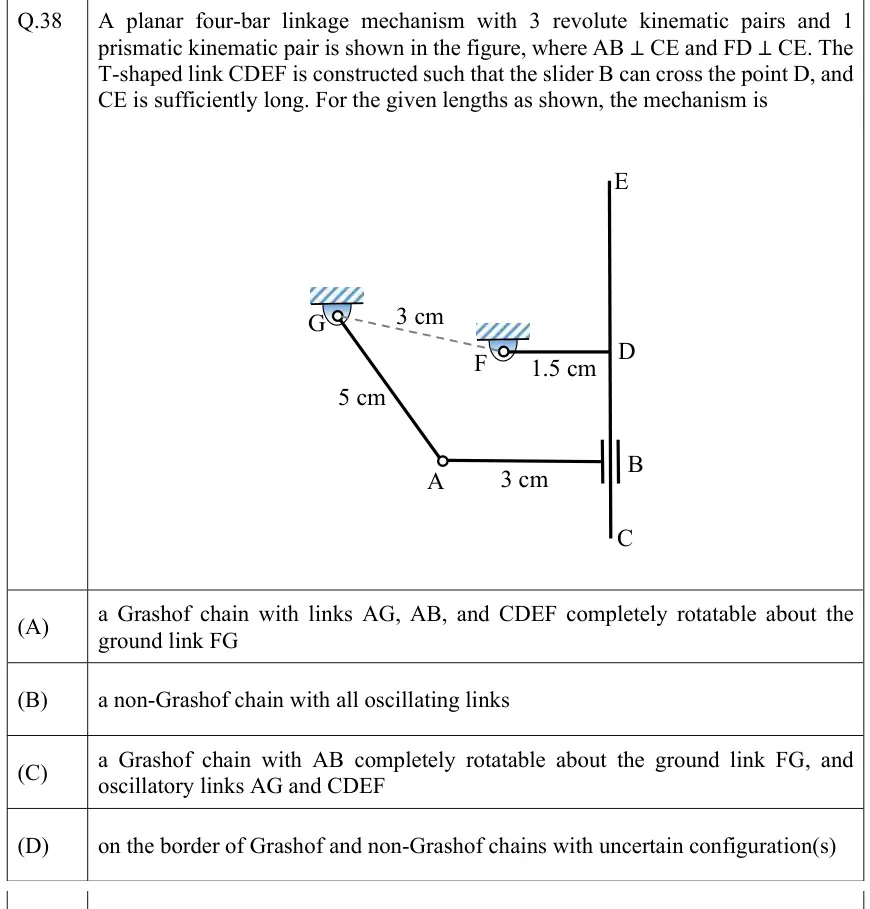 Q.38 A planar four-bar linkage mechanism with 3 revolute kinematic pairs and 1
prismatic kinematic pair is shown in the figure, where AB ⊥ CE and FD ⊥ CE. The
T-shaped link CDEF is constructed such that the slider B can cross the point D, and
CE is sufficiently long. For the given lengths as shown, the mechanism is
E
G
3 cm
F
D
1.5 cm
5 cm
A
3 cm
B
C
(A) a Grashof chain with links AG, AB, and CDEF completely rotatable about the
ground link FG
(B) a non-Grashof chain with all oscillating links
(C) a Grashof chain with AB completely rotatable about the ground link FG, and
oscillatory links AG and CDEF
(D) on the border of Grashof and non-Grashof chains with uncertain configuration(s)